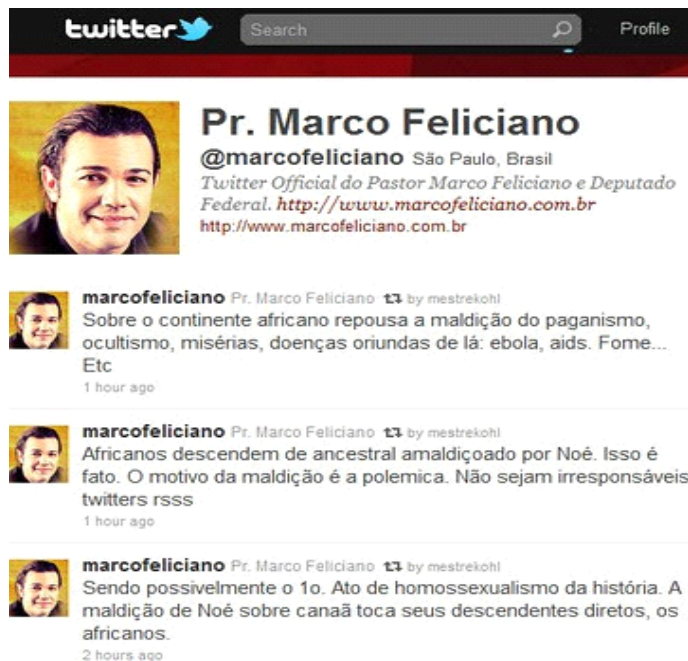 twitter
Search
Profile
Pr. Marco Feliciano
@marcofeliciano São Paulo, Brasil
Twitter Official do Pastor Marco Feliciano e Deputado
Federal. http://www.marcofeliciano.com.br
http://www.marcofeliciano.com.br
marcofeliciano Pr. Marco Feliciano by mestrekohl
Sobre o continente africano repousa a maldição do paganismo,
ocultismo, misérias, doenças oriundas de lá: ebola, aids. Fome...
Etc
1 hour ago
marcofeliciano Pr. Marco Feliciano by mestrekohl
Africanos descendem de ancestral amaldiçoado por Noé. Isso é
fato. O motivo da maldição é a polemica. Não sejam irresponsáveis
twitters rsss
1 hour ago
marcofeliciano Pr. Marco Feliciano by mestrekohl
Sendo possivelmente o 1o. Ato de homossexualismo da história. A
maldição de Noé sobre canaã toca seus descendentes diretos, os
africanos.
2 hours ago